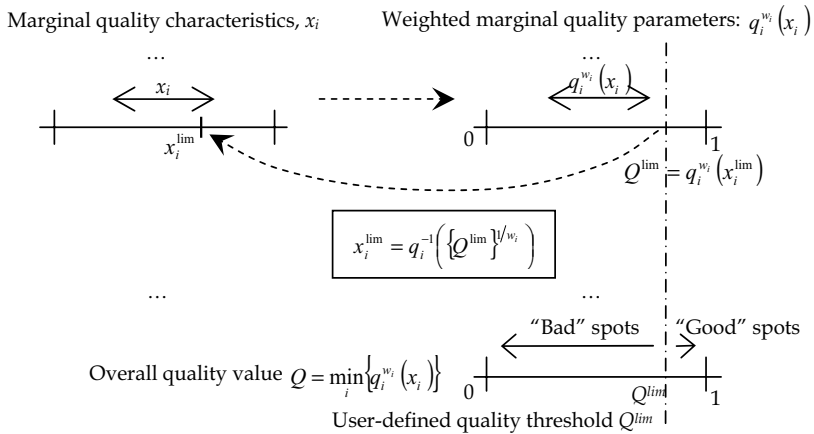 Marginal quality characteristics, xᵢ
Weighted marginal quality parameters: qᵢ^{wᵢ}(xᵢ)
...
...
xᵢ
qᵢ^{wᵢ}(xᵢ)
xᵢ^{lim}
0
1
Q^{lim} = qᵢ^{wᵢ}(xᵢ^{lim})
xᵢ^{lim} = qᵢ^{-1}({Q^{lim}}^{1/wᵢ})
...
...
"Bad" spots
"Good" spots
Overall quality value Q = min_i{qᵢ^{wᵢ}(xᵢ)}
0
Q^{lim}
1
User-defined quality threshold Q^{lim}